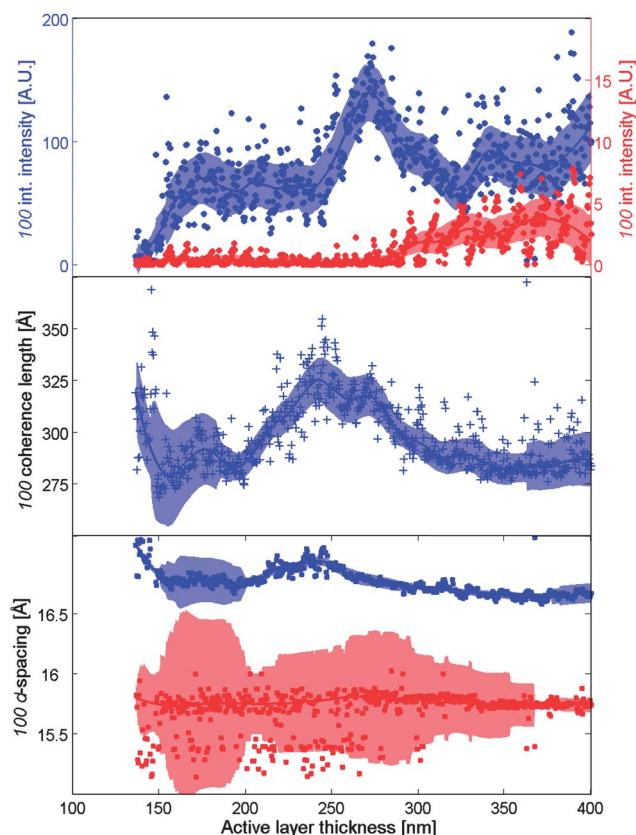 200
100
0
100 int. intensity [A.U.]
15
10
5
0
100 int. intensity [A.U.]
350
325
300
275
100 coherence length [Å]
16.5
16
15.5
100 d-spacing [Å]
100 150 200 250 300 350 400
Active layer thickness [nm]